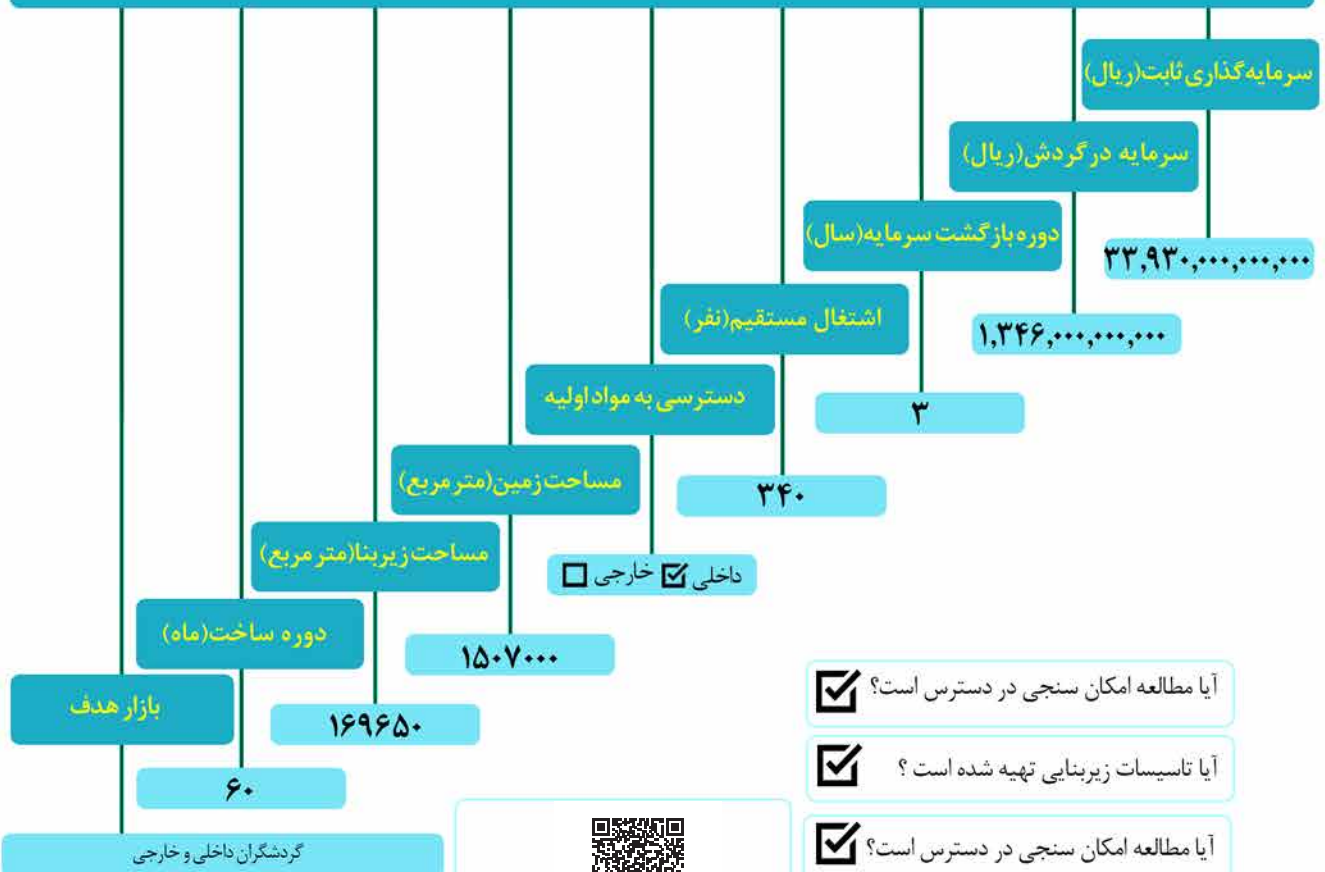 سرمایه‌گذاری ثابت(ریال)
۳۳,۹۳۰,۰۰۰,۰۰۰,۰۰۰
سرمایه در گردش(ریال)
۱,۳۴۶,۰۰۰,۰۰۰,۰۰۰
دوره بازگشت سرمایه(سال)
۳
اشتغال مستقیم(نفر)
۳۴۰
دسترسی به مواد اولیه
داخلی ☑ خارجی ☐
مساحت زمین(متر مربع)
۱۵۰۷۰۰۰
مساحت زیربنا(متر مربع)
۱۶۹۶۵۰
دوره ساخت(ماه)
۶۰
بازار هدف
گردشگران داخلی و خارجی
آیا مطالعه امکان سنجی در دسترس است؟ ☑
آیا تاسیسات زیربنایی تهیه شده است ؟ ☑
آیا مطالعه امکان سنجی در دسترس است؟ ☑